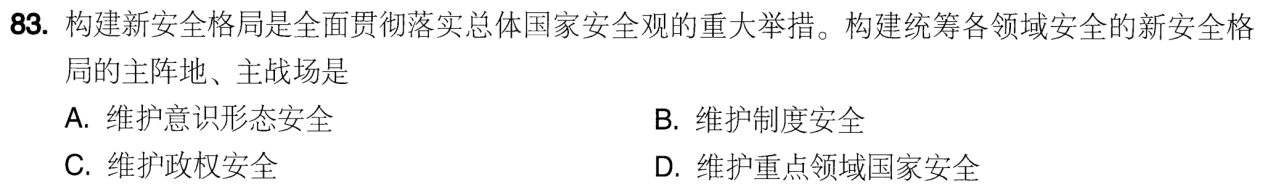 83. 构建新安全格局是全面贯彻落实总体国家安全观的重大举措。构建统筹各领域安全的新安全格
局的主阵地、主战场是
A. 维护意识形态安全 B. 维护制度安全
C. 维护政权安全 D. 维护重点领域国家安全